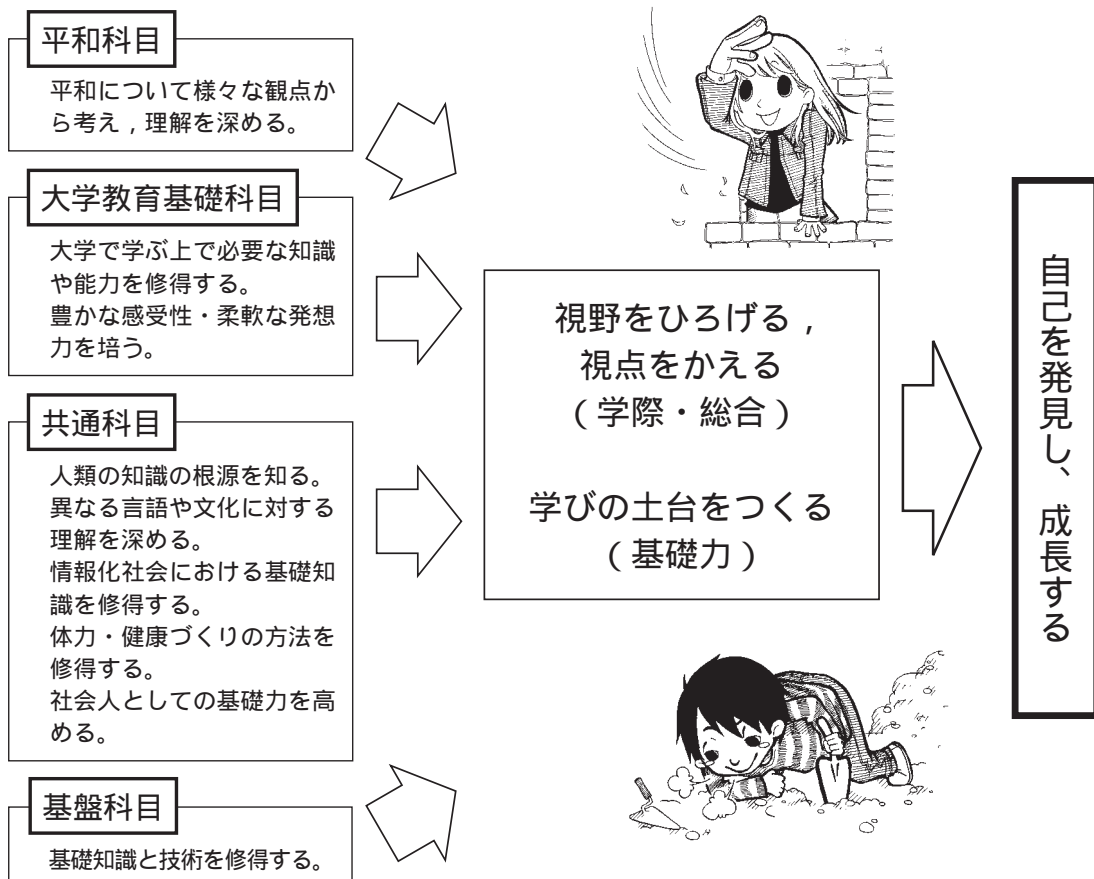 平和科目
平和について様々な観点か
ら考え,理解を深める。
大学教育基礎科目
大学で学ぶ上で必要な知識
や能力を修得する。
豊かな感受性・柔軟な発想
力を培う。
共通科目
人類の知識の根源を知る。
異なる言語や文化に対する
理解を深める。
情報化社会における基礎知
識を修得する。
体力・健康づくりの方法を
修得する。
社会人としての基礎力を高
める。
基盤科目
基礎知識と技術を修得する。
視野をひろげる,
視点をかえる
(学際・総合)
学びの土台をつくる
(基礎力)
自己を発見し、成長する